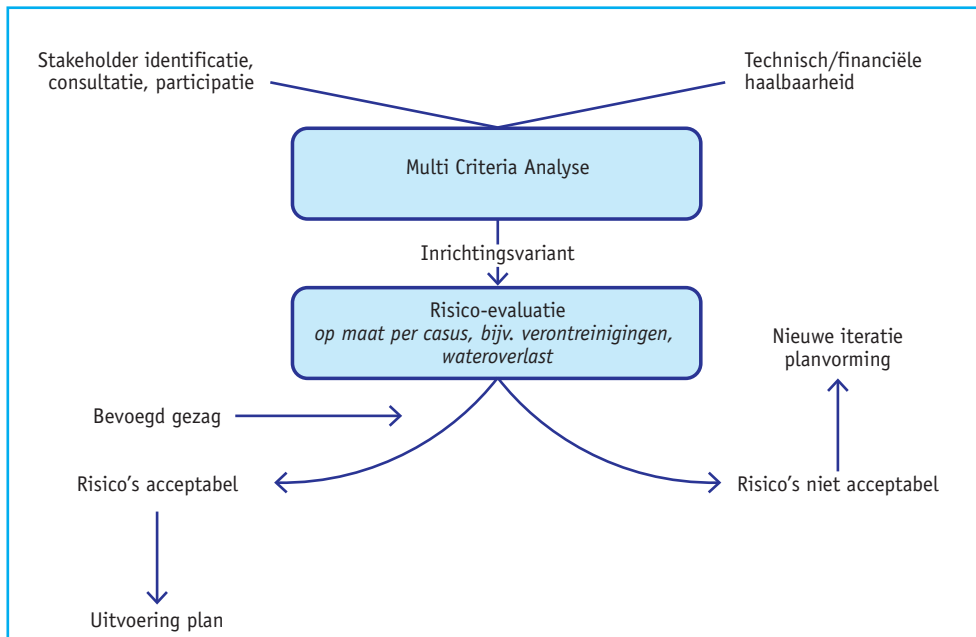 Stakeholder identificatie,
consultatie, participatie
Technisch/financiële
haalbaarheid
Multi Criteria Analyse
Inrichtingsvariant
Risico-evaluatie
op maat per casus, bijv. verontreinigingen,
wateroverlast
Nieuwe iteratie
planvorming
Bevoegd gezag
Risico's acceptabel
Risico's niet acceptabel
Uitvoering plan